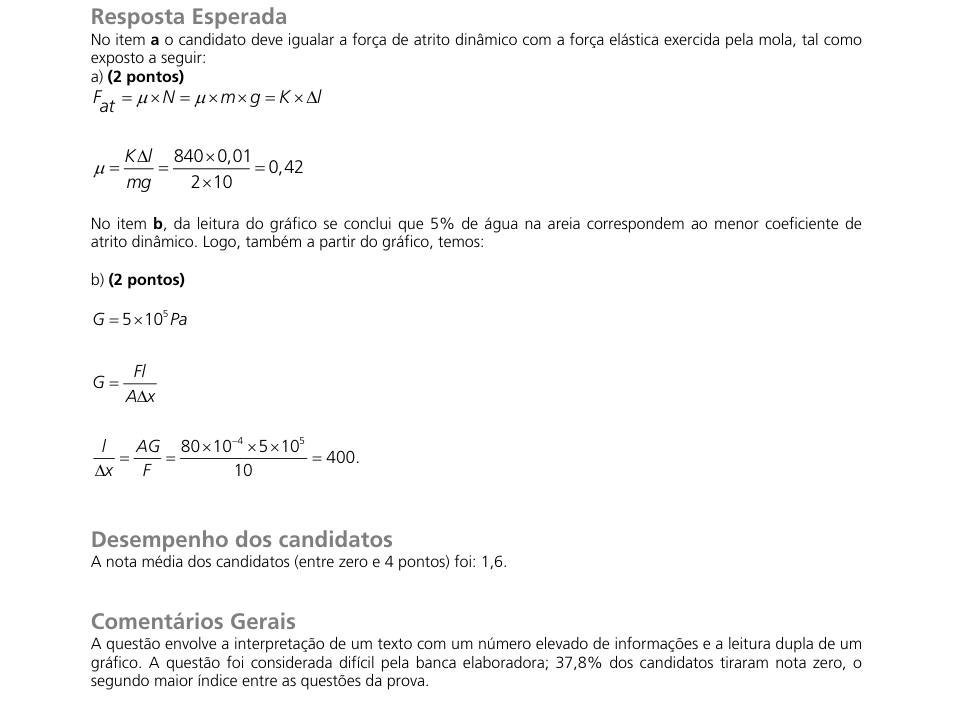 Resposta Esperada
No item a o candidato deve igualar a força de atrito dinâmico com a força elástica exercida pela mola, tal como
exposto a seguir:
a) (2 pontos)
F_at = μ × N = μ × m × g = K × Δl
μ = KΔl / mg = 840 × 0,01 / 2 × 10 = 0,42
No item b, da leitura do gráfico se conclui que 5% de água na areia correspondem ao menor coeficiente de
atrito dinâmico. Logo, também a partir do gráfico, temos:
b) (2 pontos)
G = 5 × 10⁵ Pa
G = Fl / AΔx
l / Δx = AG / F = 80 × 10⁻⁴ × 5 × 10⁵ / 10 = 400.
Desempenho dos candidatos
A nota média dos candidatos (entre zero e 4 pontos) foi: 1,6.
Comentários Gerais
A questão envolve a interpretação de um texto com um número elevado de informações e a leitura dupla de um
gráfico. A questão foi considerada difícil pela banca elaboradora; 37,8% dos candidatos tiraram nota zero, o
segundo maior índice entre as questões da prova.